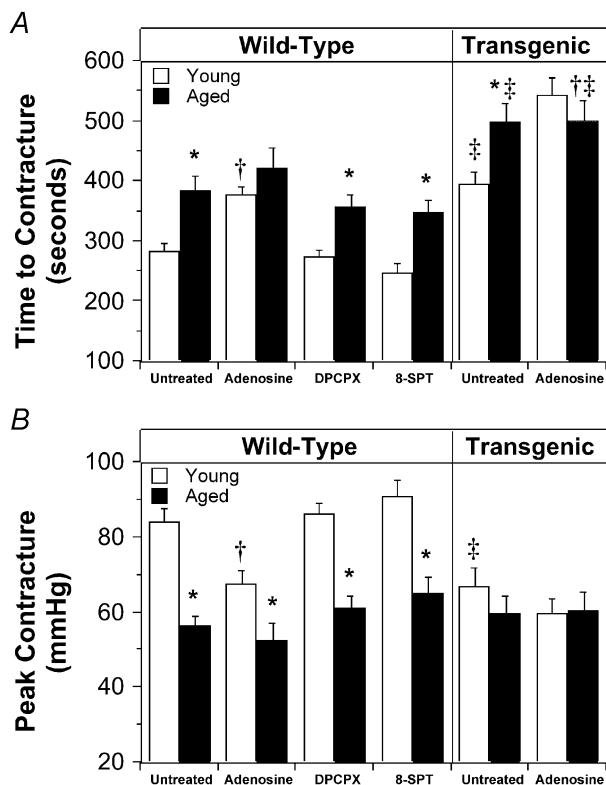 A
Wild-Type Transgenic
Young
Aged
Time to Contracture
(seconds)
600
500
400
300
200
100
* † * * ‡ *‡ †‡
Untreated Adenosine DPCPX 8-SPT Untreated Adenosine
B
Wild-Type Transgenic
Young
Aged
Peak Contracture
(mmHg)
100
80
60
40
20
* † * * * ‡
Untreated Adenosine DPCPX 8-SPT Untreated Adenosine